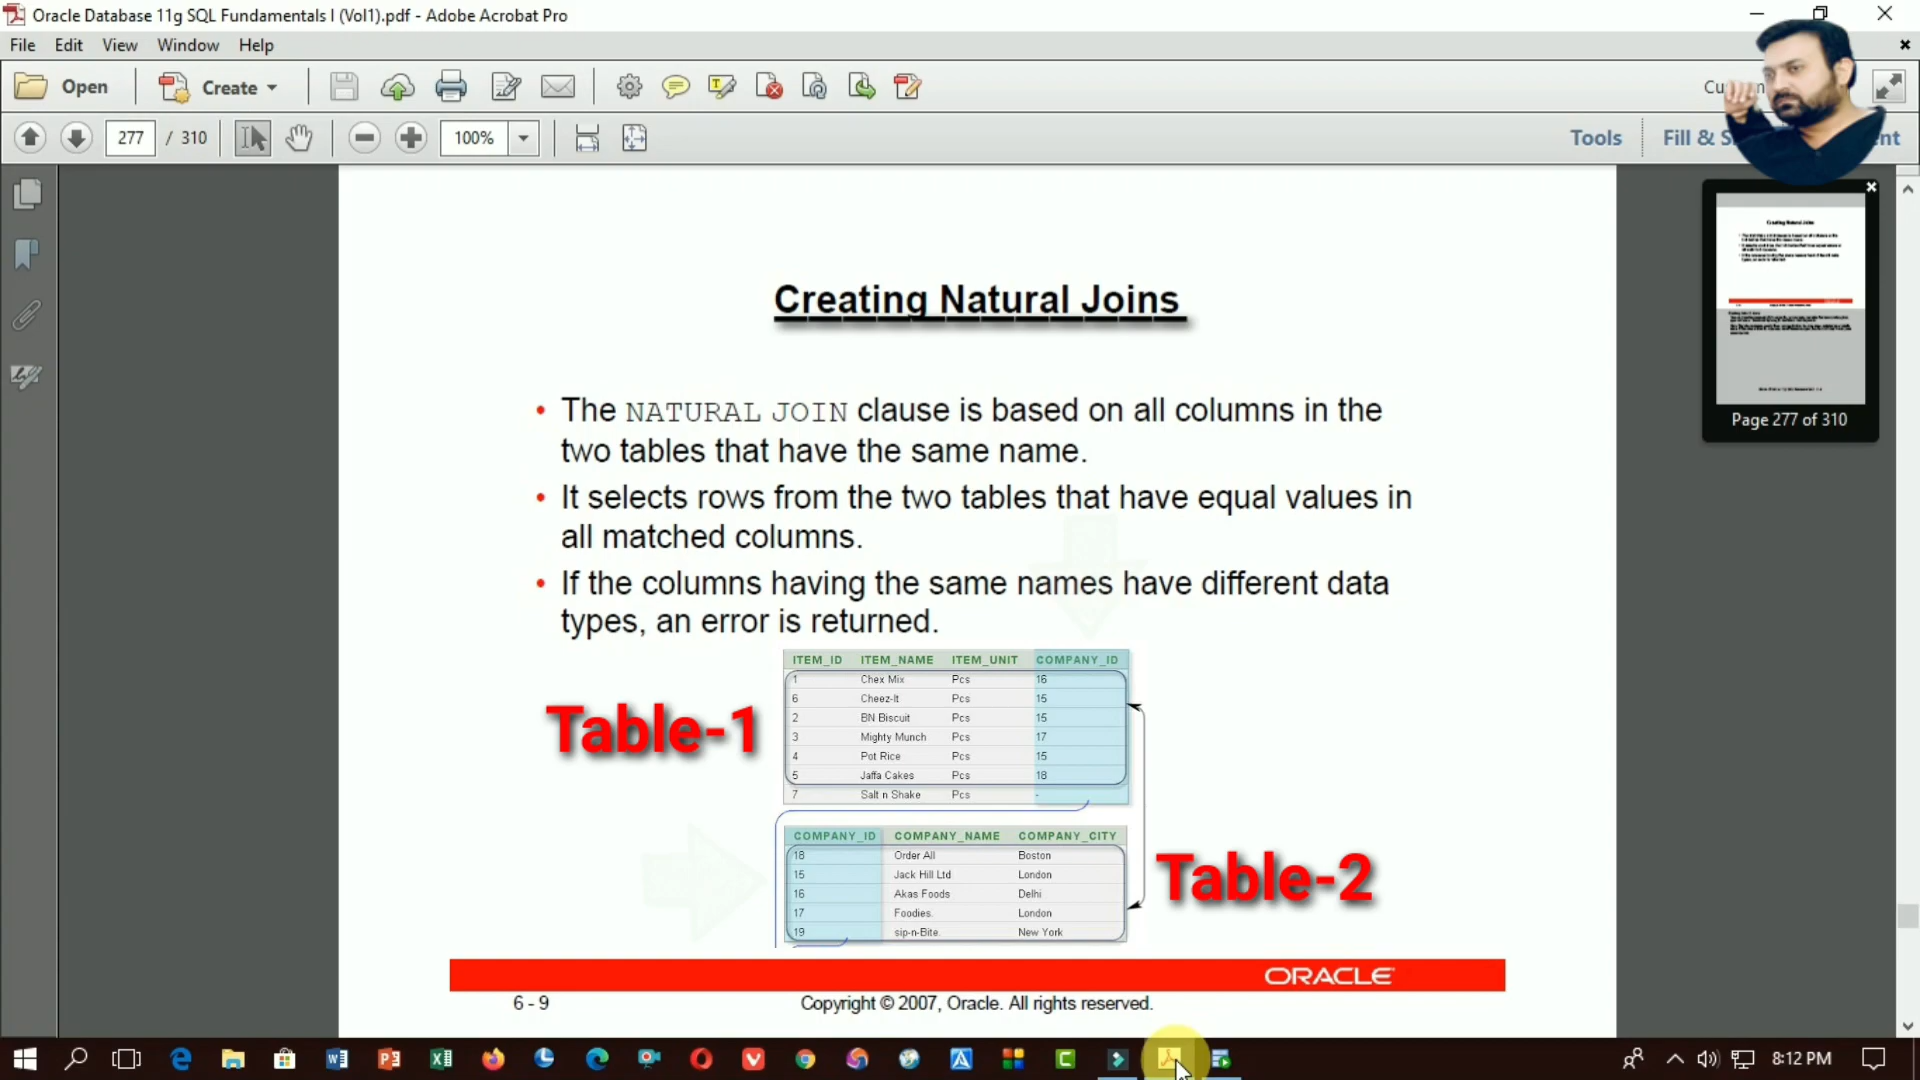 Oracle Database 11g SQL Fundamentals I (Vol1).pdf - Adobe Acrobat Pro
File Edit View Window Help
Open Create
277 / 310 100% Tools Fill & S
Creating Natural Joins
• The NATURAL JOIN clause is based on all columns in the
two tables that have the same name.
• It selects rows from the two tables that have equal values in
all matched columns.
• If the columns having the same names have different data
types, an error is returned.
Table-1
ITEM_ID ITEM_NAME ITEM_UNIT COMPANY_ID
1 Chex Mix Pcs 16
6 Cheez-It Pcs 15
2 BN Biscuit Pcs 15
3 Mighty Munch Pcs 17
4 Pot Rice Pcs 15
5 Jaffa Cakes Pcs 18
7 Salt n Shake Pcs -
COMPANY_ID COMPANY_NAME COMPANY_CITY
18 Order All Boston
15 Jack Hill Ltd London
16 Akas Foods Delhi
17 Foodies. London
19 sip-n-Bite. New York
Table-2
ORACLE
6 - 9 Copyright © 2007, Oracle. All rights reserved.
Page 277 of 310
8:12 PM